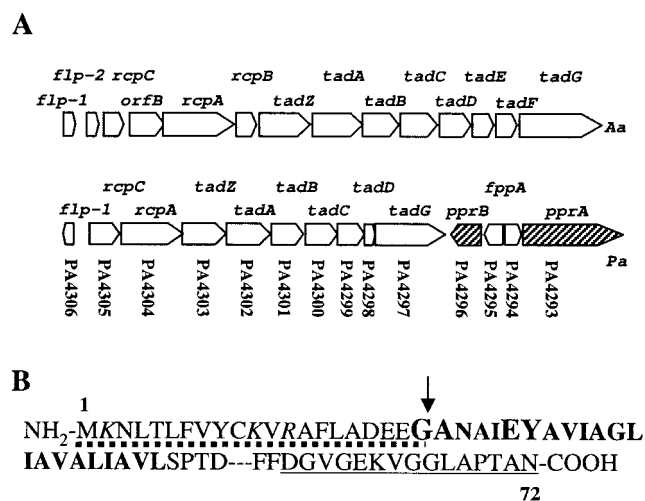 A
flp-2 rcpC rcpB tadA tadC tadE tadG
flp-1 orfB rcpA tadZ tadB tadD tadF
Aa
rcpC tadZ tadB tadD fppA
flp-1 rcpA tadA tadC tadG pprB pprA
Pa
PA4306 PA4305 PA4304 PA4303 PA4302 PA4301 PA4300 PA4299 PA4298 PA4297 PA4296 PA4295 PA4294 PA4293
B
1
NH2-MKNLTLFVYCKVRAFLADEEGANAIEYAVIAGL
IAVALIAVLSPTD---FFDGVGEKVGGLAPTAN-COOH
72